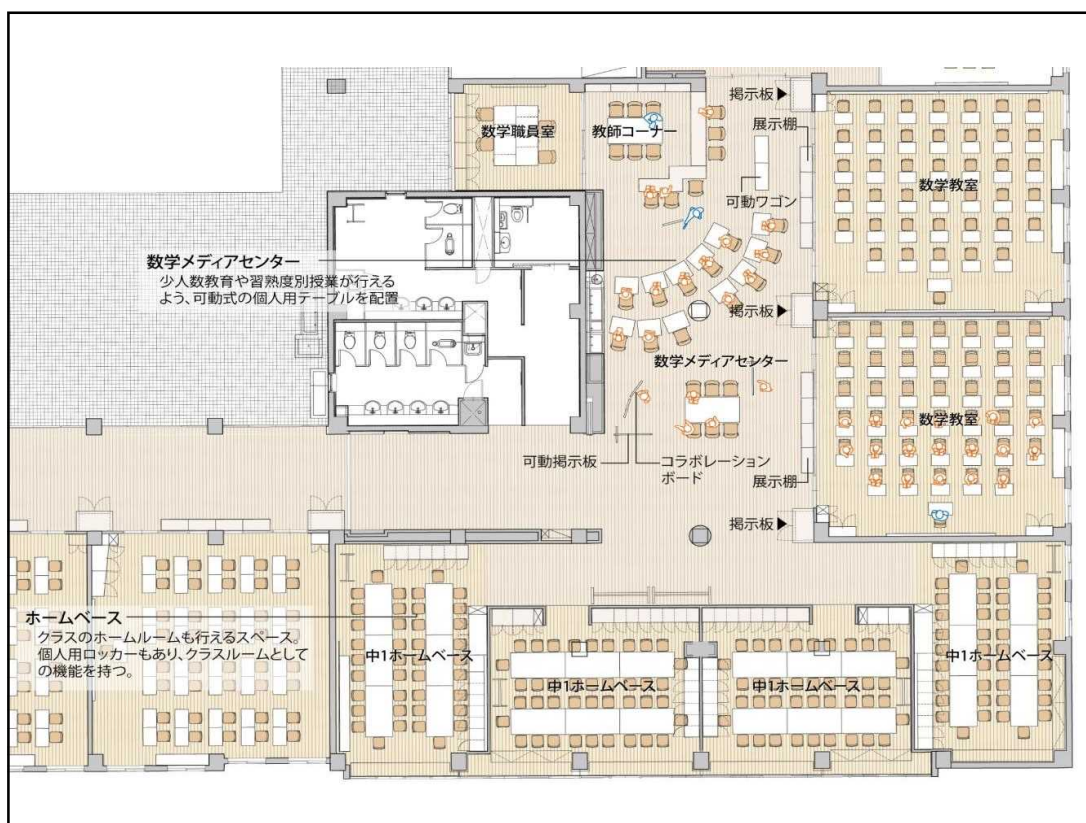 掲示板▶
展示棚
数学職員室
教師コーナー
数学教室
可動ワゴン
数学メディアセンター
少人数教育や習熟度別授業が行える
よう、可動式の個人用テーブルを配置
掲示板▶
数学メディアセンター
数学教室
可動掲示板
コラボレーション
ボード
展示棚
掲示板▶
ホームベース
クラスのホームルームも行えるスペース。
個人用ロッカーもあり、クラスルームとして
の機能を持つ。
中1ホームベース
中1ホームベース
中1ホームベース
中1ホームベース